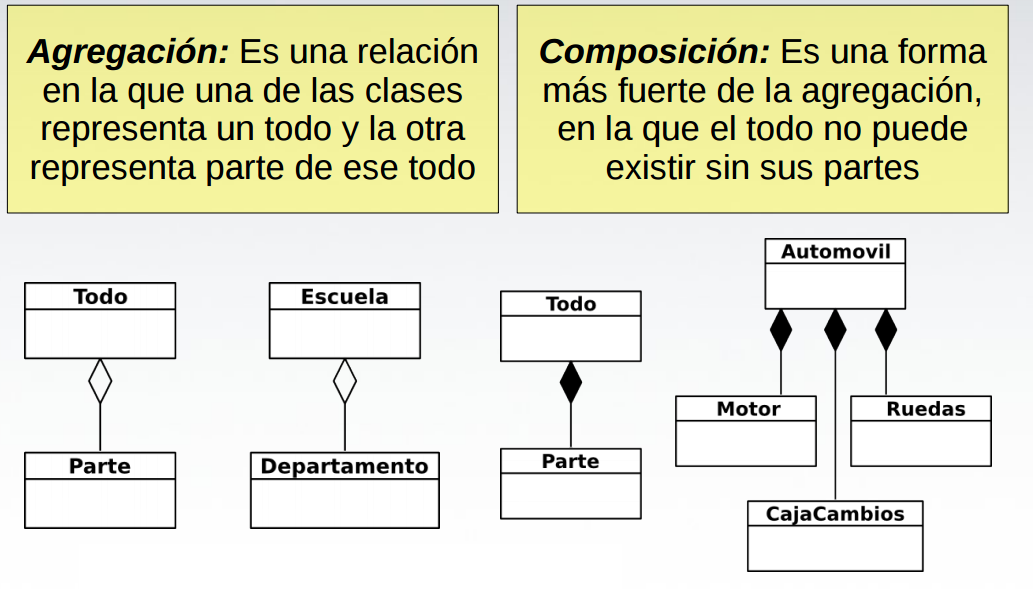 Agregación: Es una relación
en la que una de las clases
representa un todo y la otra
representa parte de ese todo
Composición: Es una forma
más fuerte de la agregación,
en la que el todo no puede
existir sin sus partes
Todo
Parte
Escuela
Departamento
Todo
Parte
Automovil
Motor
Ruedas
CajaCambios